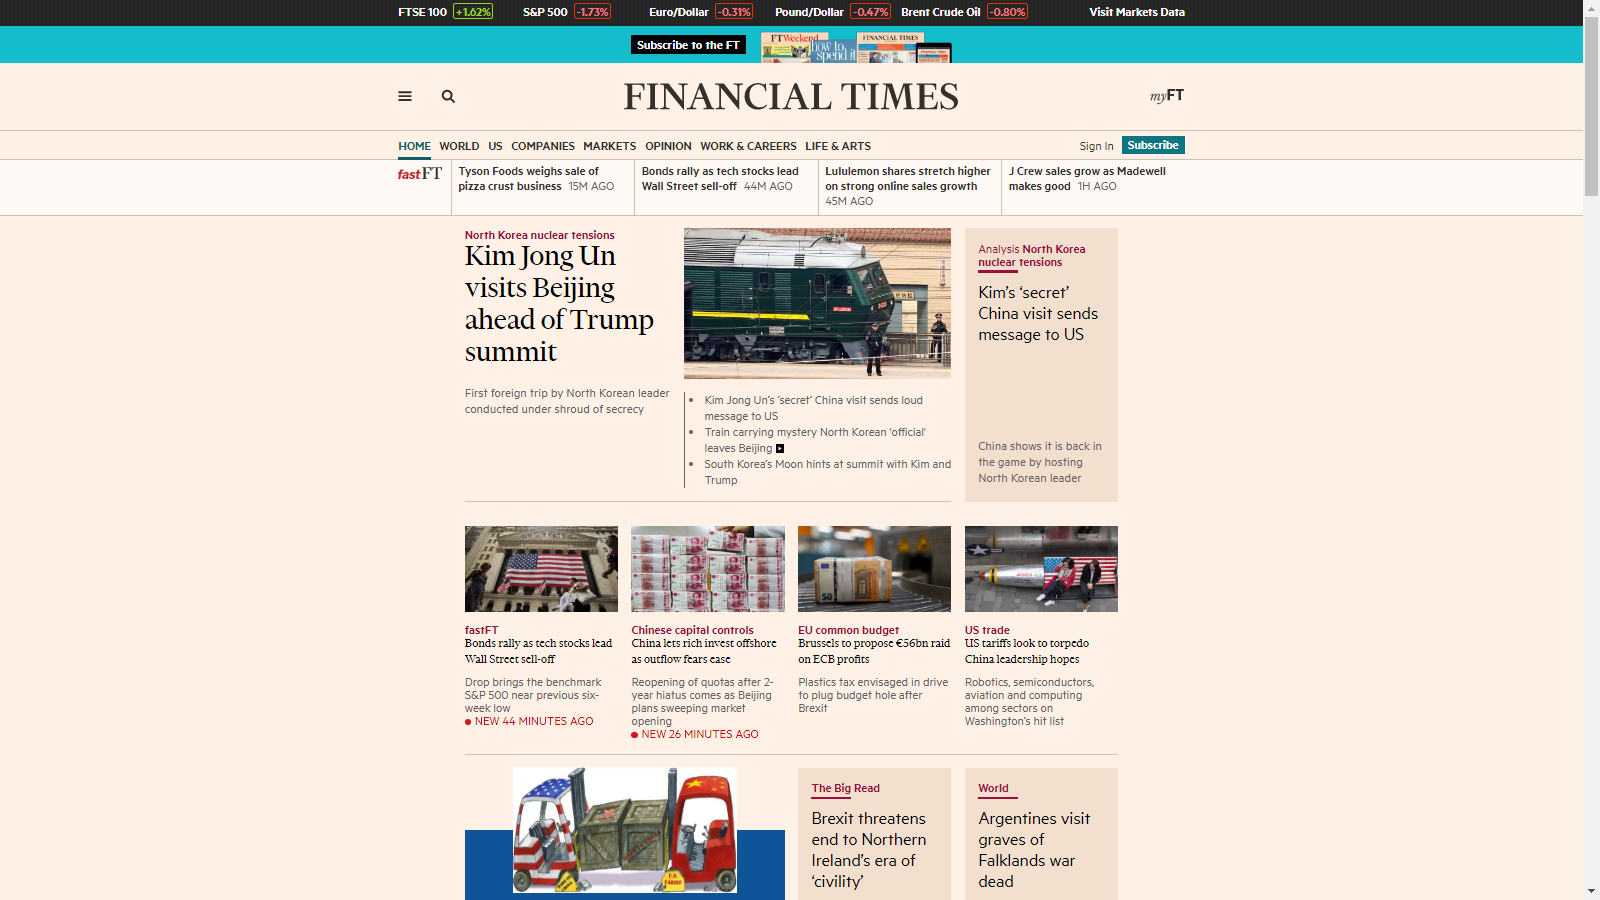 FTSE 100 +1.62% S&P 500 -1.73% Euro/Dollar -0.31% Pound/Dollar -0.47% Brent Crude Oil -0.80% Visit Markets Data
Subscribe to the FT
FTWeekend
how to
spend it
FINANCIAL TIMES
FINANCIAL TIMES
myFT
HOME WORLD US COMPANIES MARKETS OPINION WORK & CAREERS LIFE & ARTS Sign In Subscribe
fastFT
Tyson Foods weighs sale of
pizza crust business 15M AGO
Bonds rally as tech stocks lead
Wall Street sell-off 44M AGO
Lululemon shares stretch higher
on strong online sales growth
45M AGO
J Crew sales grow as Madewell
makes good 1H AGO
North Korea nuclear tensions
Kim Jong Un
visits Beijing
ahead of Trump
summit
First foreign trip by North Korean leader
conducted under shroud of secrecy
• Kim Jong Un's ‘secret’ China visit sends loud
message to US
• Train carrying mystery North Korean 'official'
leaves Beijing
• South Korea's Moon hints at summit with Kim and
Trump
Analysis North Korea
nuclear tensions
Kim’s ‘secret’
China visit sends
message to US
China shows it is back in
the game by hosting
North Korean leader
fastFT
Bonds rally as tech stocks lead
Wall Street sell-off
Drop brings the benchmark
S&P 500 near previous six-
week low
NEW 44 MINUTES AGO
Chinese capital controls
China lets rich invest offshore
as outflow fears ease
Reopening of quotas after 2-
year hiatus comes as Beijing
plans sweeping market
opening
NEW 26 MINUTES AGO
50
EU common budget
Brussels to propose €56bn raid
on ECB profits
Plastics tax envisaged in drive
to plug budget hole after
Brexit
US trade
US tariffs look to torpedo
China leadership hopes
Robotics, semiconductors,
aviation and computing
among sectors on
Washington's hit list
U.S.
TARIFF
The Big Read
Brexit threatens
end to Northern
Ireland’s era of
‘civility’
World
Argentines visit
graves of
Falklands war
dead